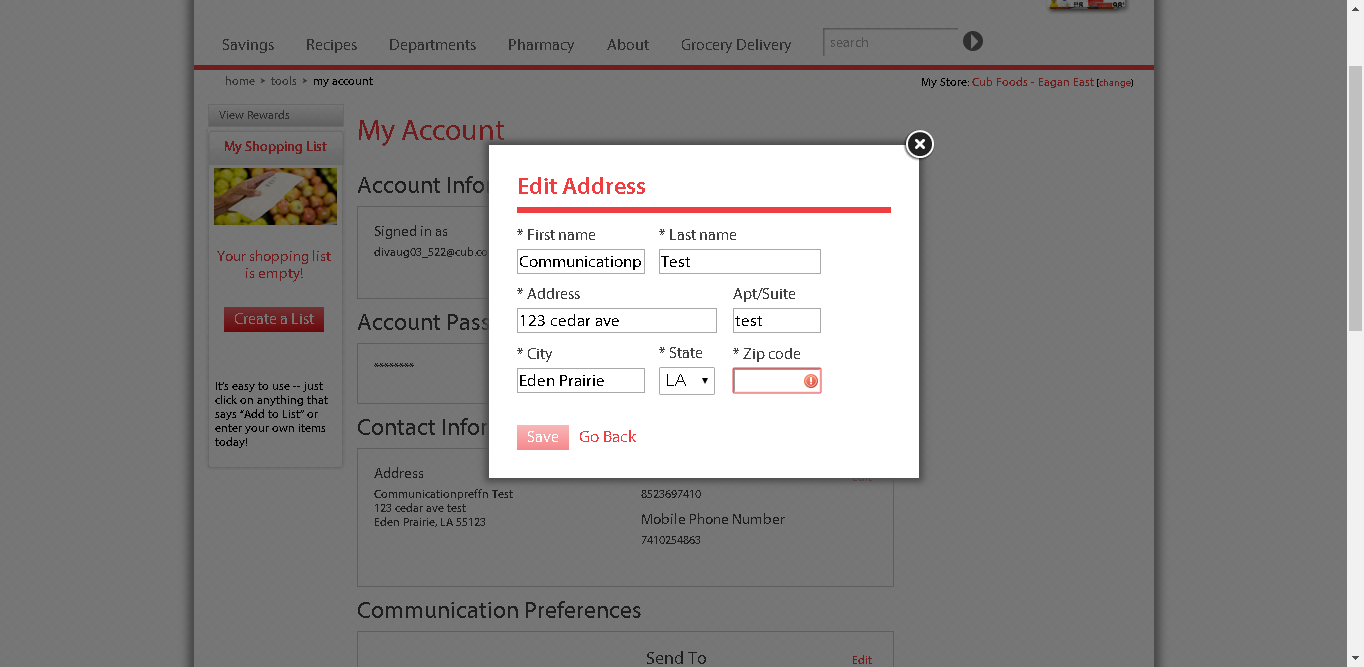 Savings Recipes Departments Pharmacy About Grocery Delivery search
home ▸ tools ▸ my account
My Store: Cub Foods - Eagan East [change]
View Rewards
My Shopping List
Your shopping list
is empty!
Create a List
It's easy to use -- just
click on anything that
says “Add to List” or
enter your own items
today!
My Account
Account Infor
Signed in as
divaug03_522@cub.co
Account Pass
********
Contact Infor
Address
Communicationpreffn Test
123 cedar ave test
Eden Prairie, LA 55123
8523697410
Mobile Phone Number
7410254863
Communication Preferences
Send To
Edit
Edit Address
* First name * Last name
Communicationp Test
* Address Apt/Suite
123 cedar ave test
* City * State * Zip code
Eden Prairie LA
Save Go Back